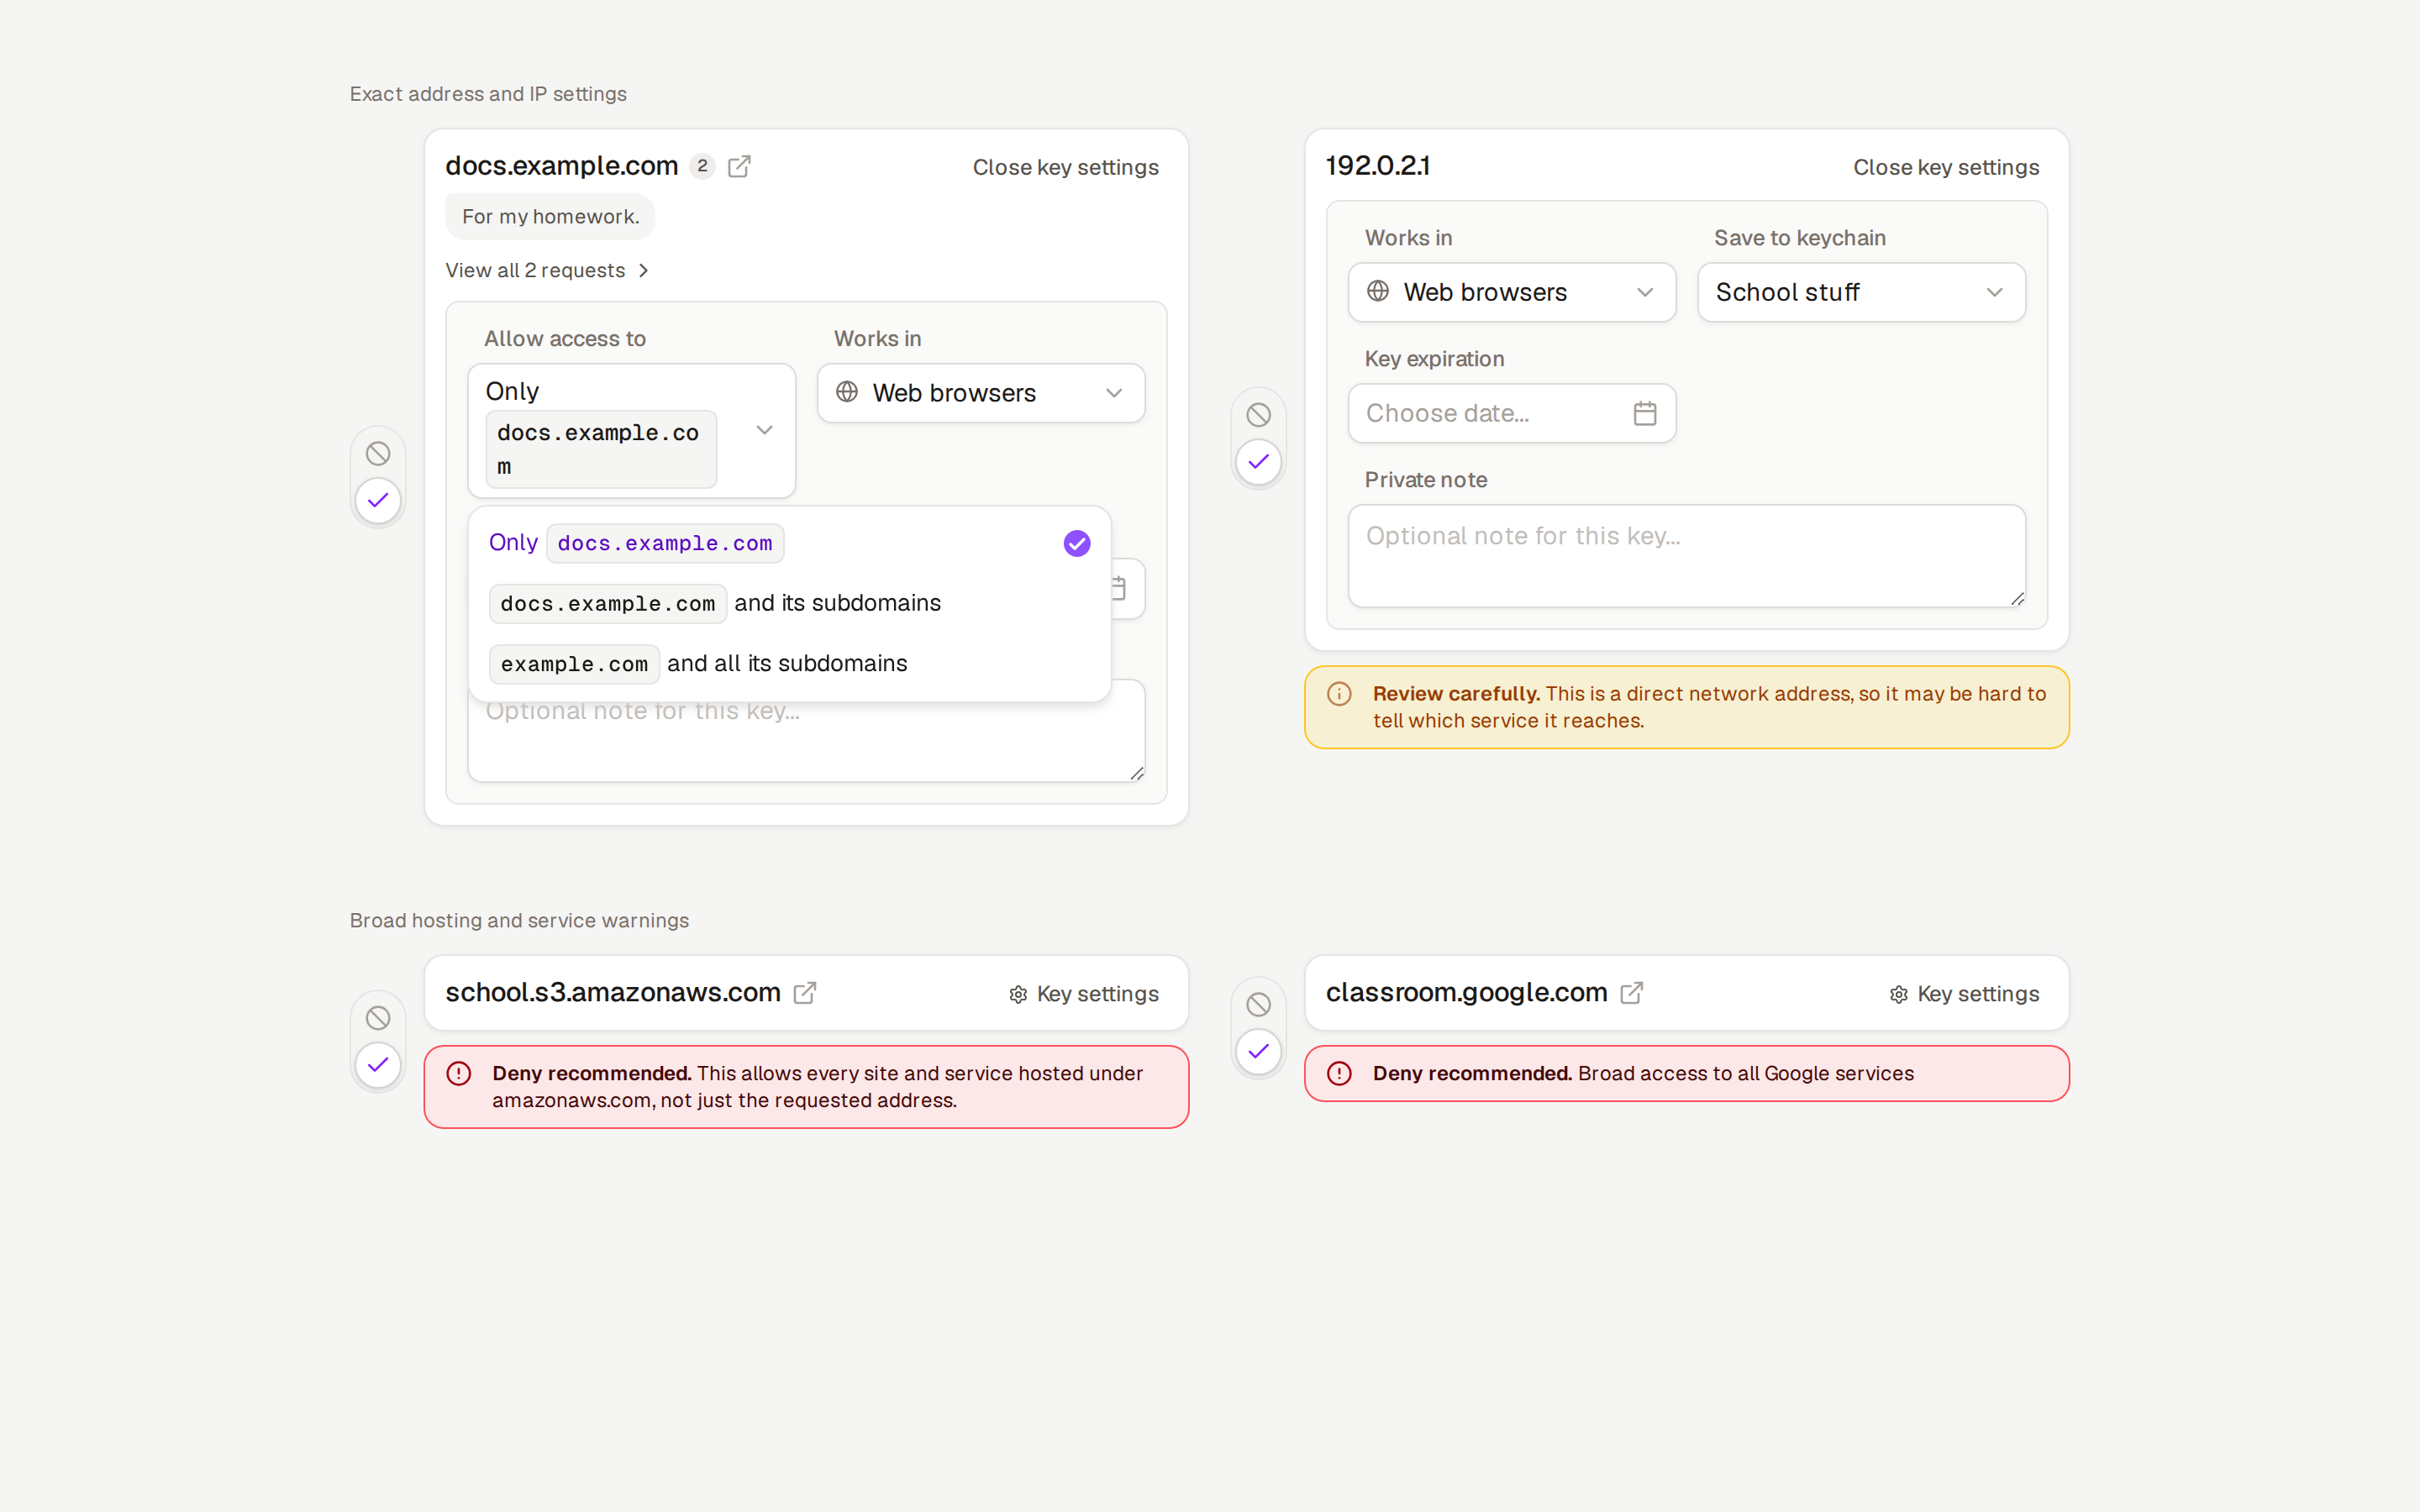 Exact address and IP settings
docs.example.com 2
Close key settings
For my homework.
View all 2 requests
Allow access to
Works in
Only
docs.example.co
m
Web browsers
Only docs.example.com
docs.example.com and its subdomains
example.com and all its subdomains
Optional note for this key...
192.0.2.1
Close key settings
Works in
Save to keychain
Web browsers
School stuff
Key expiration
Choose date...
Private note
Optional note for this key...
Review carefully. This is a direct network address, so it may be hard to
tell which service it reaches.
Broad hosting and service warnings
school.s3.amazonaws.com
Key settings
Deny recommended. This allows every site and service hosted under
amazonaws.com, not just the requested address.
classroom.google.com
Key settings
Deny recommended. Broad access to all Google services